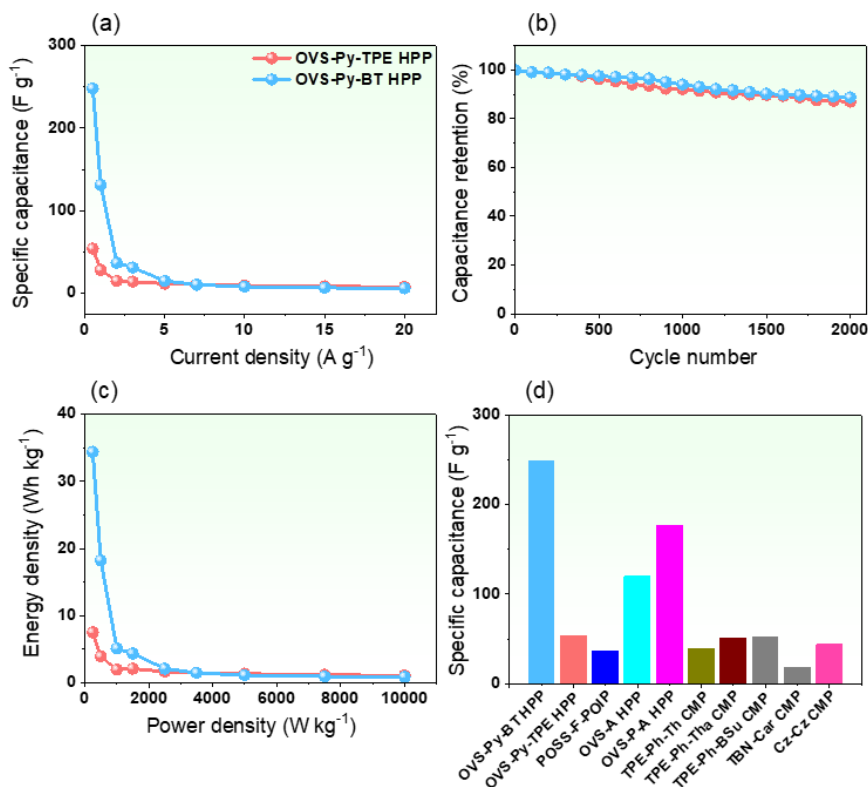 (a)
OVS-Py-TPE HPP
OVS-Py-BT HPP
Specific capacitance (F g⁻¹)
300
200
100
0
0 5 10 15 20
Current density (A g⁻¹)
(b)
Capacitance retention (%)
120
100
80
60
40
20
0
0 500 1000 1500 2000
Cycle number
(c)
Energy density (Wh kg⁻¹)
40
30
20
10
0
0 2000 4000 6000 8000 10000
Power density (W kg⁻¹)
(d)
Specific capacitance (F g⁻¹)
300
200
100
0
OVS-Py-BT HPP
OVS-Py-TPE HPP
POSS-F-POIP
OVS-A HPP
OVS-P-A HPP
TPE-Ph-Th CMP
TPE-Ph-Tha CMP
TPE-Ph-BSu CMP
TBN-Car CMP
Cz-Cz CMP